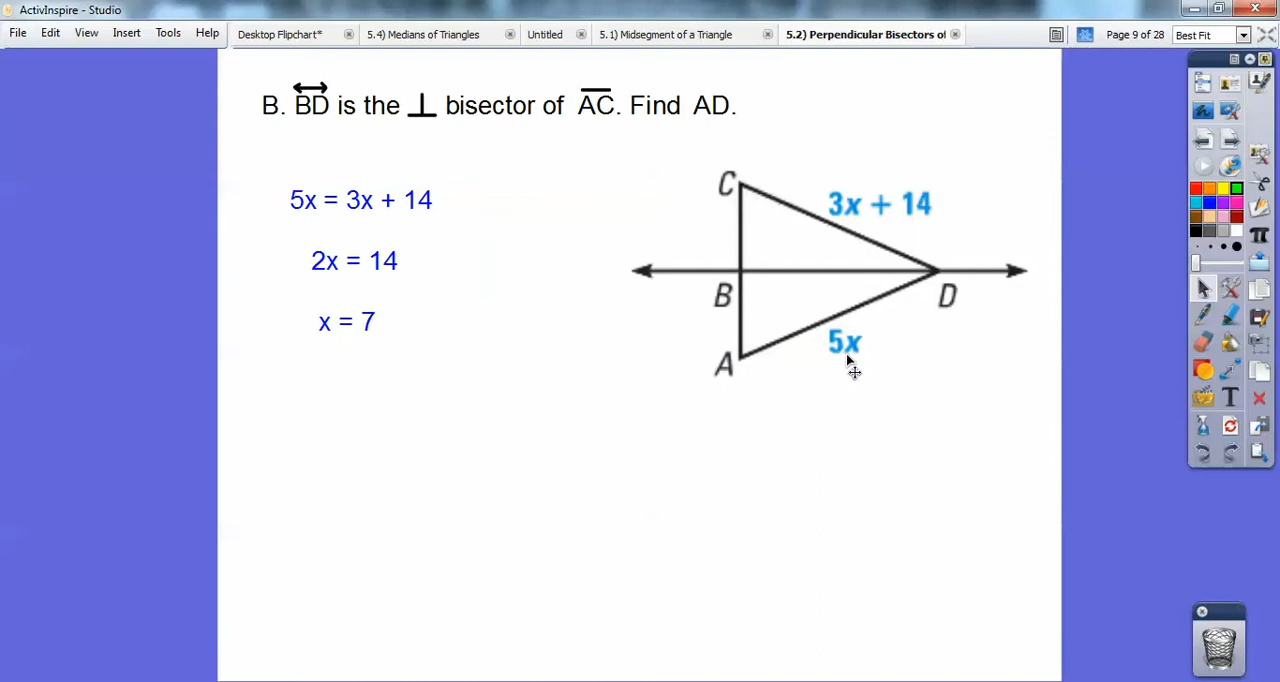 ActivInspire - Studio
File Edit View Insert Tools Help
Desktop Flipchart* 5.4) Medians of Triangles Untitled 5.1) Midsegment of a Triangle 5.2) Perpendicular Bisectors of Page 9 of 28 Best Fit
B. BD is the ⊥ bisector of AC. Find AD.
5x = 3x + 14
2x = 14
x = 7
C
3x + 14
B
D
5x
A
T